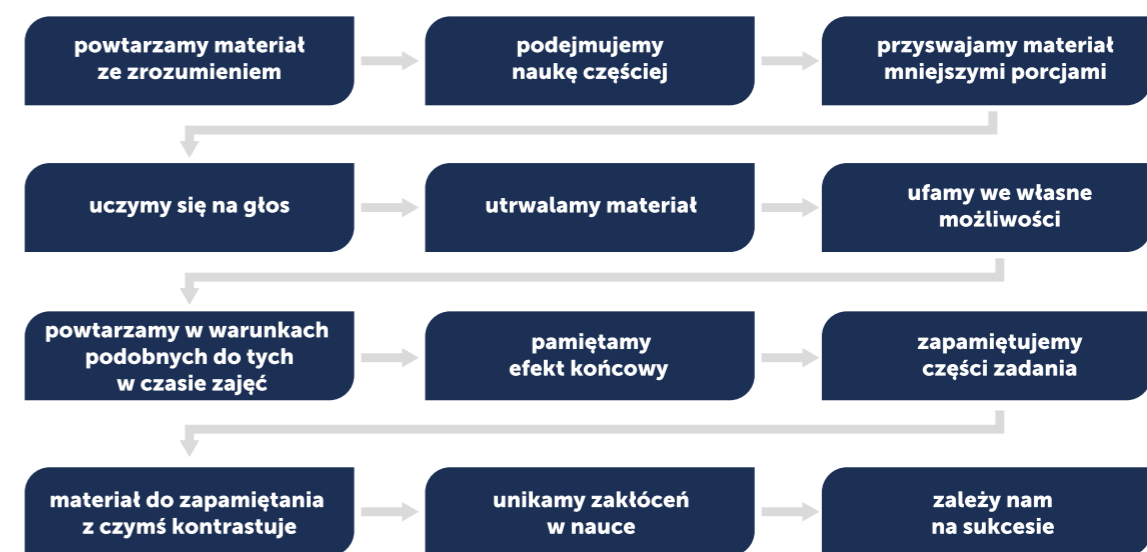 powtarzamy materiał
ze zrozumieniem
podejmujemy
naukę częściej
przyswajamy materiał
mniejszymi porcjami
uczymy się na głos
utrwalamy materiał
ufamy we własne
możliwości
powtarzamy w warunkach
podobnych do tych
w czasie zajęć
pamiętamy
efekt końcowy
zapamiętujemy
części zadania
materiał do zapamiętania
z czymś kontrastuje
unikamy zakłóceń
w nauce
zależy nam
na sukcesie